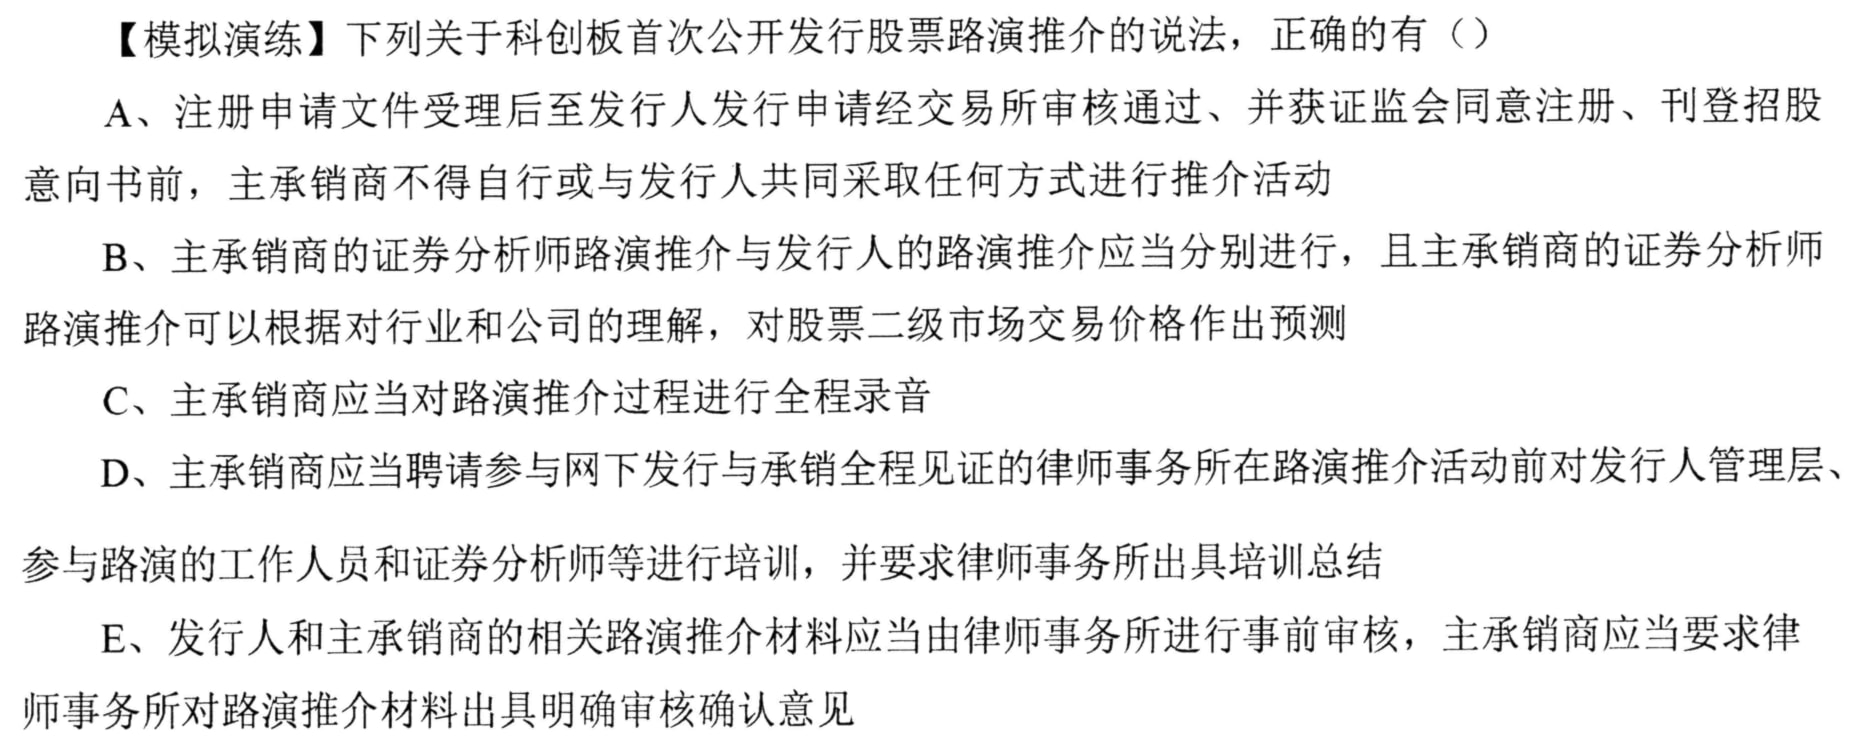 【模拟演练】下列关于科创板首次公开发行股票路演推介的说法，正确的有（）
A、注册申请文件受理后至发行人发行申请经交易所审核通过、并获证监会同意注册、刊登招股
意向书前，主承销商不得自行或与发行人共同采取任何方式进行推介活动
B、主承销商的证券分析师路演推介与发行人的路演推介应当分别进行，且主承销商的证券分析师
路演推介可以根据对行业和公司的理解，对股票二级市场交易价格作出预测
C、主承销商应当对路演推介过程进行全程录音
D、主承销商应当聘请参与网下发行与承销全程见证的律师事务所在路演推介活动前对发行人管理层、
参与路演的工作人员和证券分析师等进行培训，并要求律师事务所出具培训总结
E、发行人和主承销商的相关路演推介材料应当由律师事务所进行事前审核，主承销商应当要求律
师事务所对路演推介材料出具明确审核确认意见